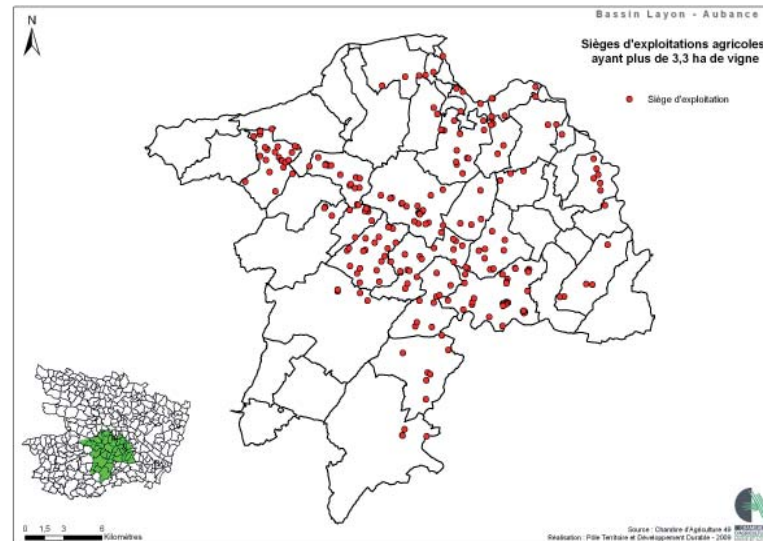 Bassin Layon - Aubance
N
Sièges d'exploitations agricoles
ayant plus de 3,3 ha de vigne
Siège d'exploitation
0 1,5 3 6
Kilomètres
Source : Chambre d'Agriculture 49
Réalisation : Pôle Territoire et Développement Durable - 2009